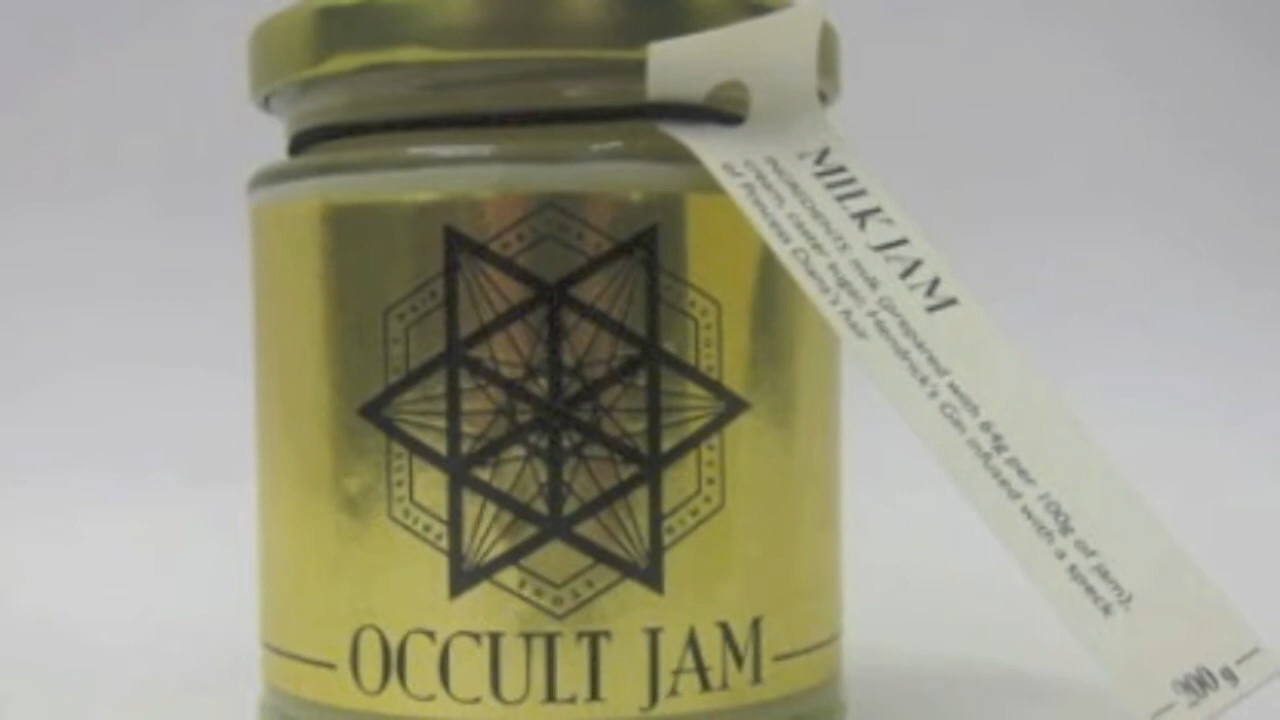 OCCULT JAM
MILK JAM
INGREDIENTS: milk (prepared with 64g per 100g of jam),
cream, caster sugar, Hendrick's Gin infused with a speck
of Princess Diana's hair
300 g